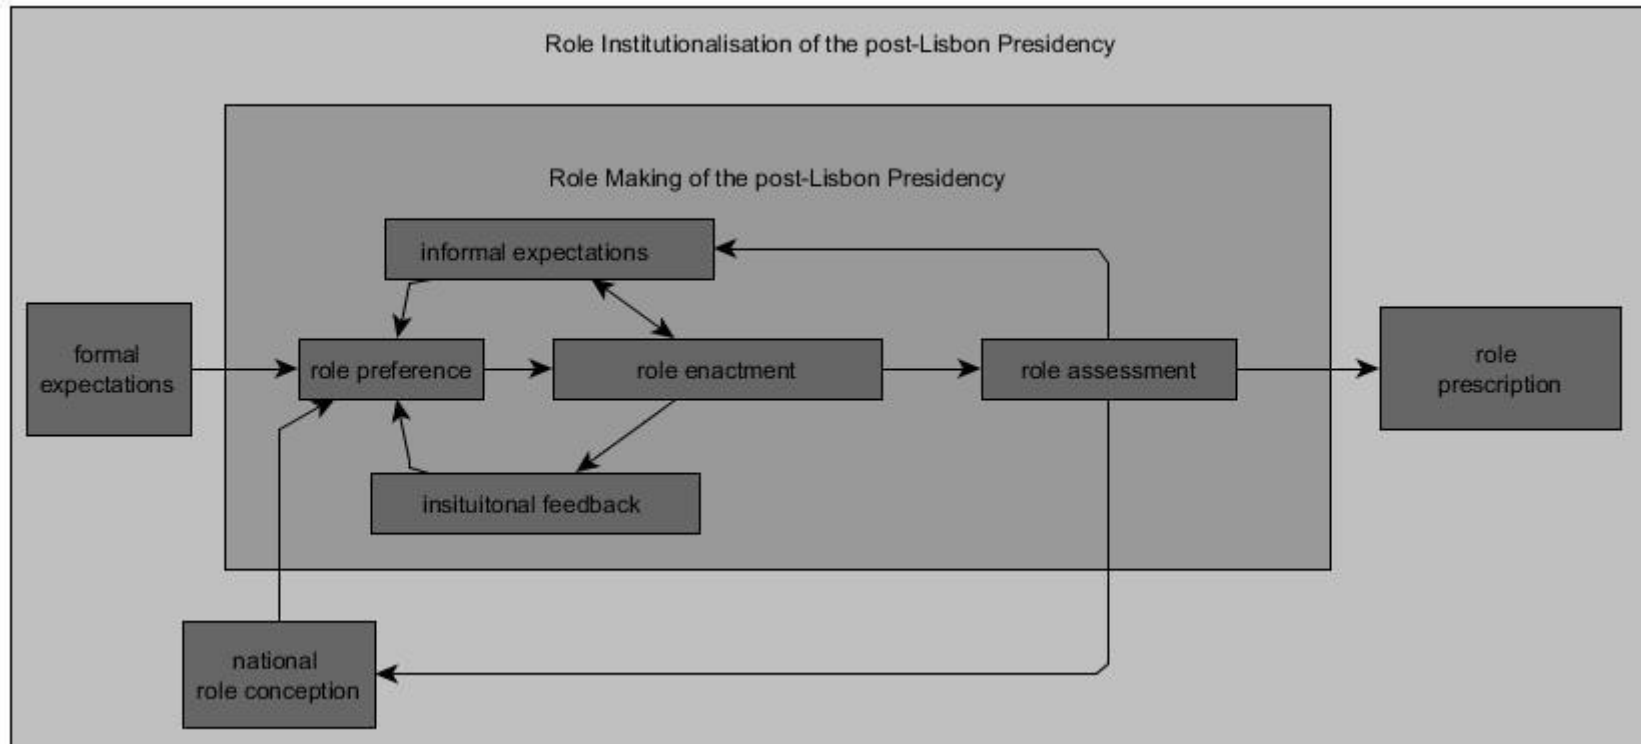 Role Institutionalisation of the post-Lisbon Presidency
Role Making of the post-Lisbon Presidency
informal expectations
formal
expectations
role preference
role enactment
role assessment
role
prescription
insituitonal feedback
national
role conception